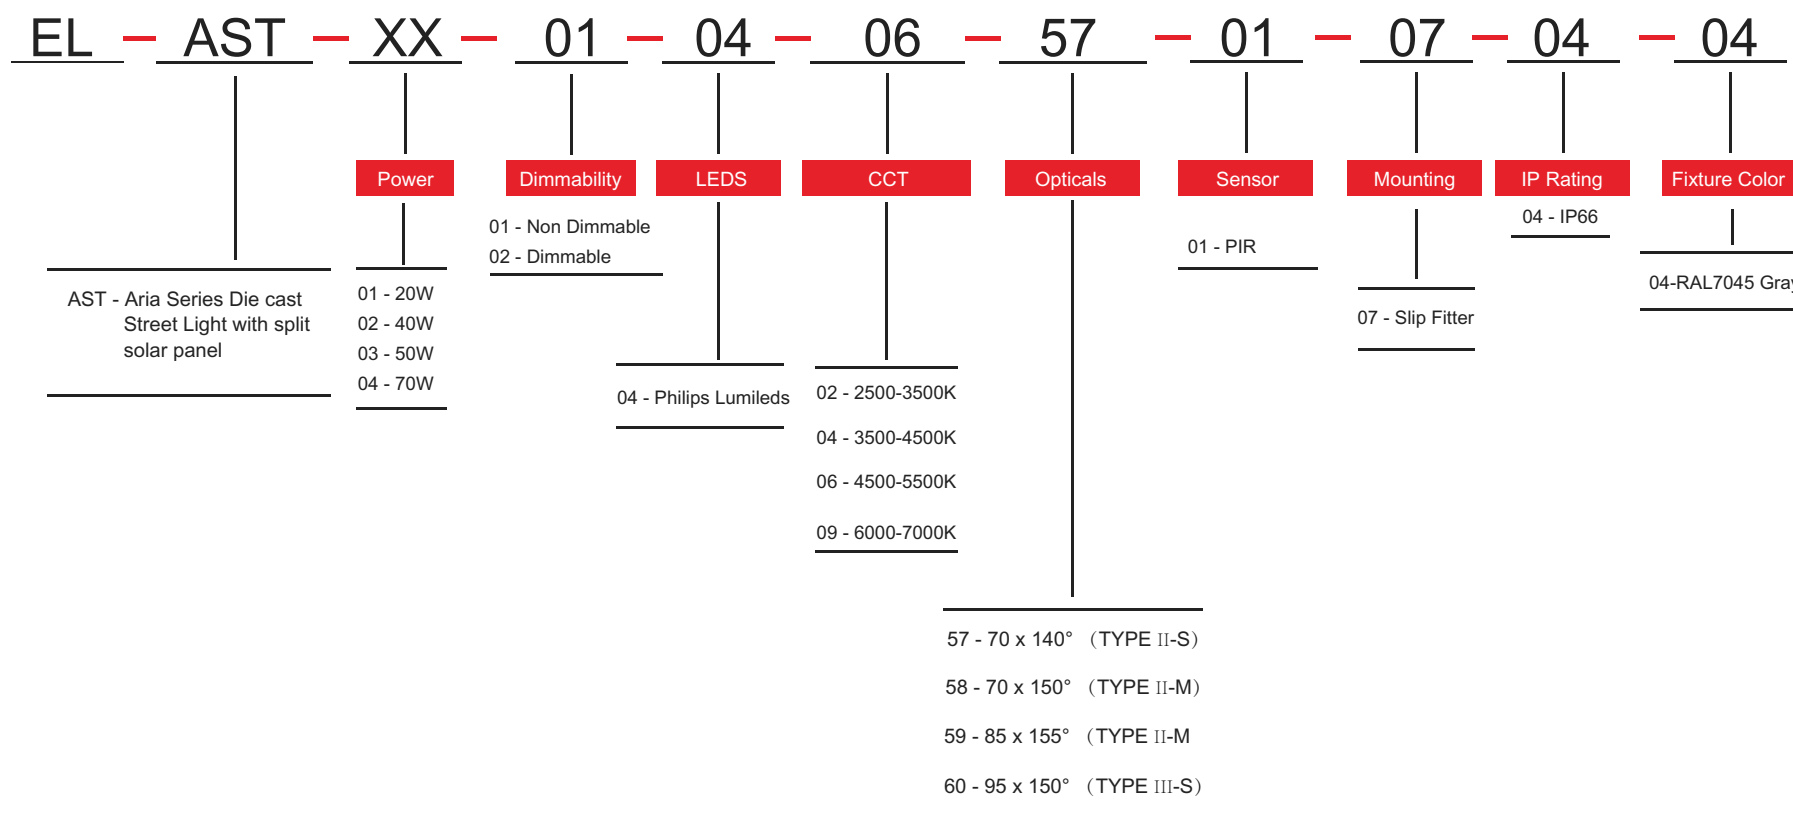 EL — AST — XX — 01 — 04 — 06 — 57 — 01 — 07 — 04 — 04
Power Dimmability LEDS CCT Opticals Sensor Mounting IP Rating Fixture Color
AST - Aria Series Die cast
Street Light with split
solar panel
01 - 20W
02 - 40W
03 - 50W
04 - 70W
01 - Non Dimmable
02 - Dimmable
04 - Philips Lumileds
02 - 2500-3500K
04 - 3500-4500K
06 - 4500-5500K
09 - 6000-7000K
57 - 70 x 140° (TYPE II-S)
58 - 70 x 150° (TYPE II-M)
59 - 85 x 155° (TYPE II-M
60 - 95 x 150° (TYPE III-S)
01 - PIR
07 - Slip Fitter
04 - IP66
04-RAL7045 Gray